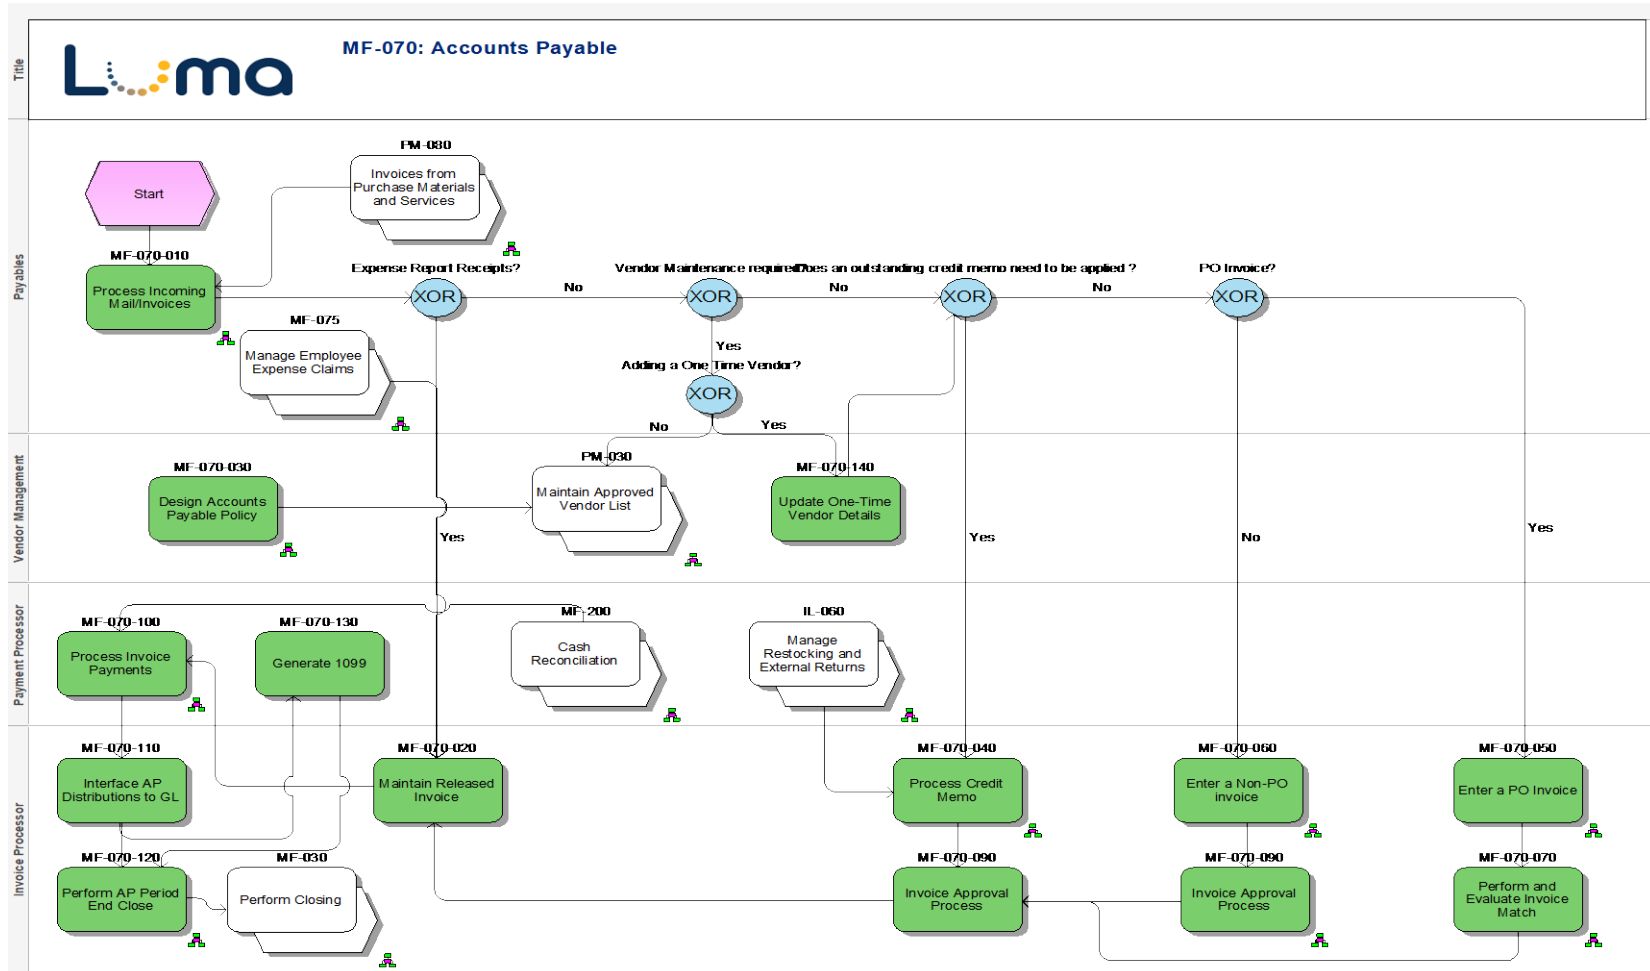 Title
Luma
MF-070: Accounts Payable
Payables
PM-080
Invoices from
Purchase Materials
and Services
Start
MF-070-010
Process Incoming
Mail/Invoices
Expense Report Receipts?
XOR
No
Vendor Maintenance required?
XOR
No
Does an outstanding credit memo need to be applied ?
XOR
No
PO Invoice?
XOR
MF-075
Manage Employee
Expense Claims
Yes
Adding a One Time Vendor?
XOR
No
Yes
Vendor Management
MF-070-030
Design Accounts
Payable Policy
PM-030
Maintain Approved
Vendor List
MF-070-140
Update One-Time
Vendor Details
Yes
Yes
No
Yes
Payment Processor
MF-070-100
Process Invoice
Payments
MF-070-130
Generate 1099
MF-200
Cash
Reconciliation
IL-060
Manage
Restocking and
External Returns
Invoice Processor
MF-070-110
Interface AP
Distributions to GL
MF-070-020
Maintain Released
Invoice
MF-070-040
Process Credit
Memo
MF-070-060
Enter a Non-PO
invoice
MF-070-050
Enter a PO Invoice
MF-070-120
Perform AP Period
End Close
MF-030
Perform Closing
MF-070-090
Invoice Approval
Process
MF-070-090
Invoice Approval
Process
MF-070-070
Perform and
Evaluate Invoice
Match